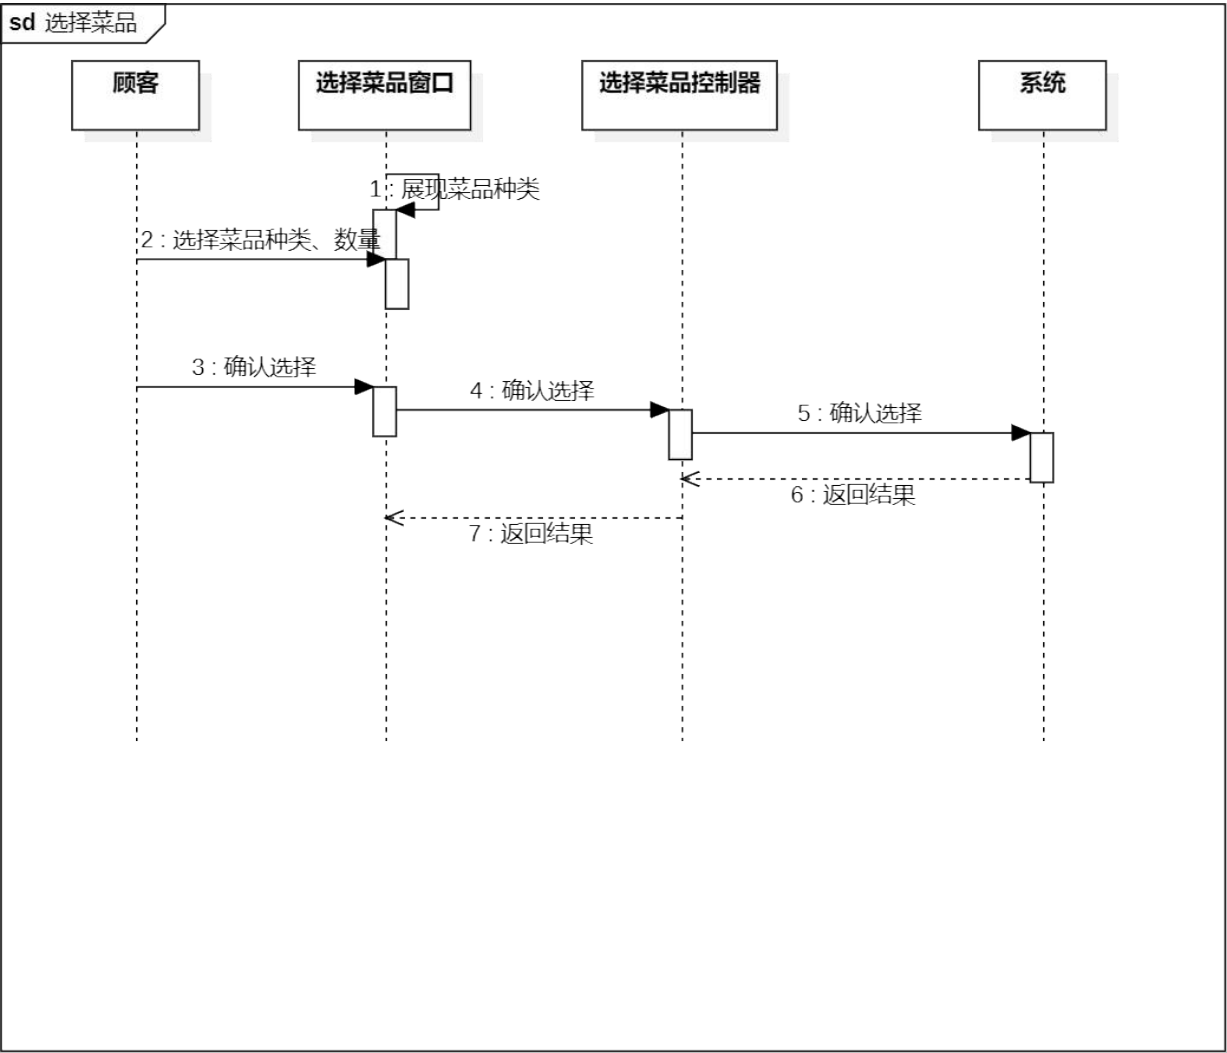 sd 选择菜品
顾客
选择菜品窗口
选择菜品控制器
系统
1 : 展现菜品种类
2 : 选择菜品种类、数量
3 : 确认选择
4 : 确认选择
5 : 确认选择
6 : 返回结果
7 : 返回结果